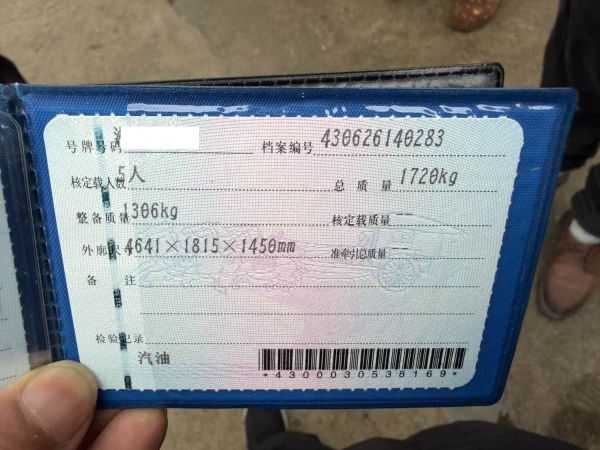 号牌号码 档案编号 430626140283
核定载人数 5人 总质量 1720kg
整备质量 1306kg 核定载质量
外廓尺寸 4641×1815×1450mm 准牵引总质量
备注
检验记录
汽油
*4300030538169*